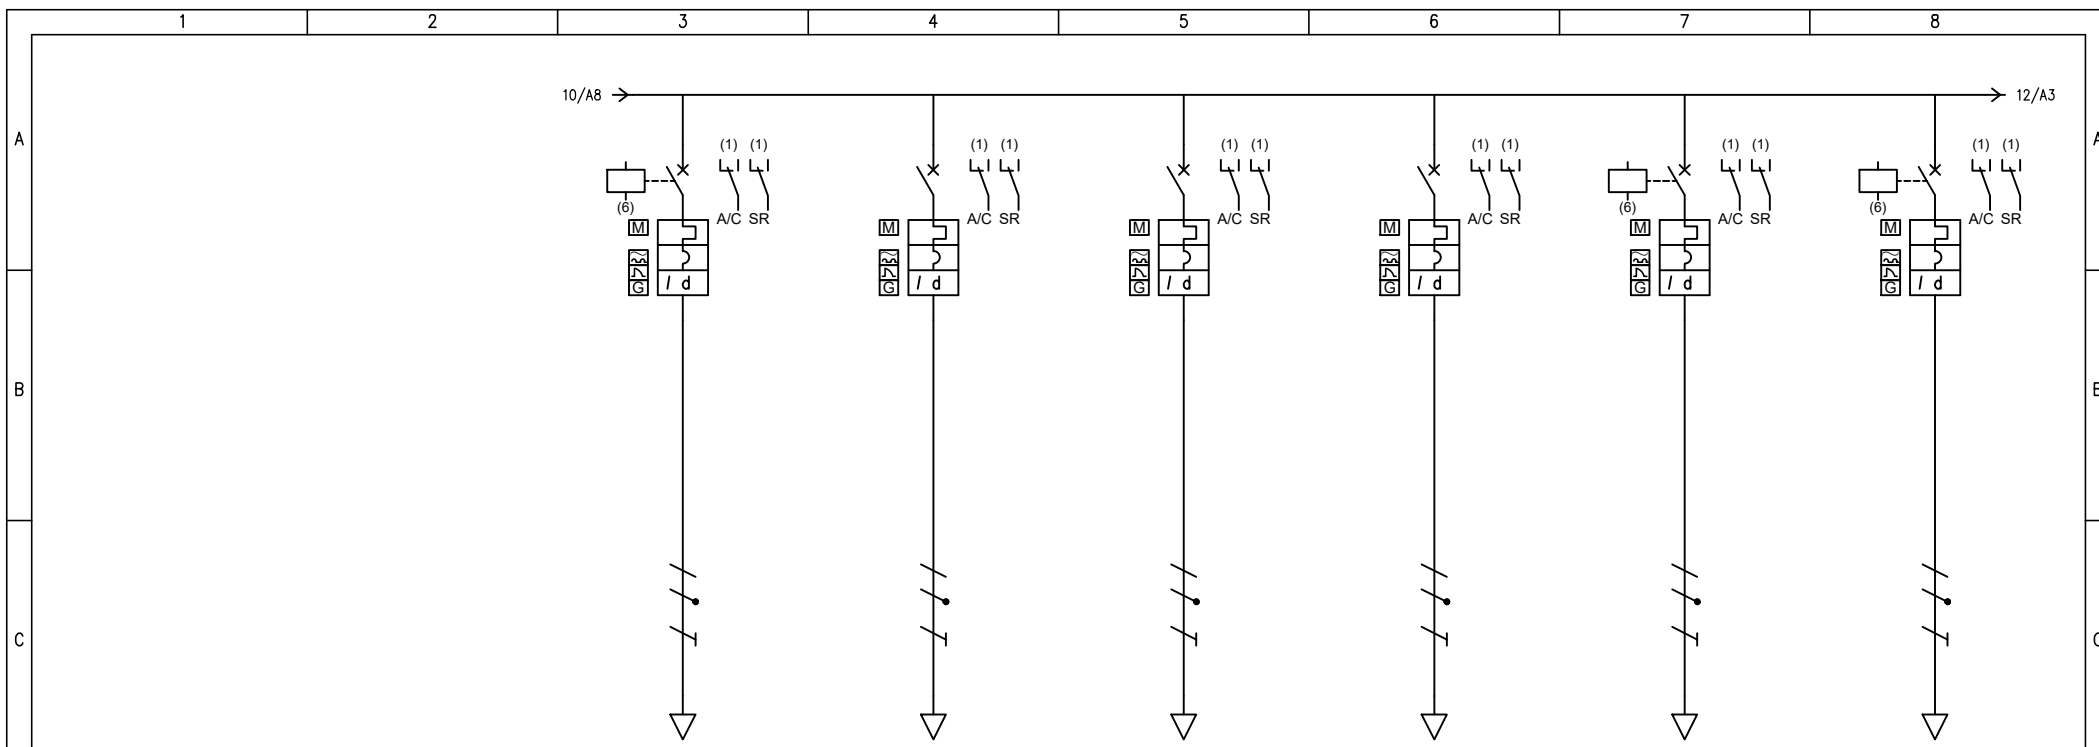 1 2 3 4 5 6 7 8
10/A8 12/A3
A A
(1) (1) (1) (1) (1) (1) (1) (1) (1) (1) (1) (1)
(6) (6) (6)
A/C SR A/C SR A/C SR A/C SR A/C SR A/C SR
M M M M M M
I d I d I d I d I d I d
G G G G G G
B B
C C